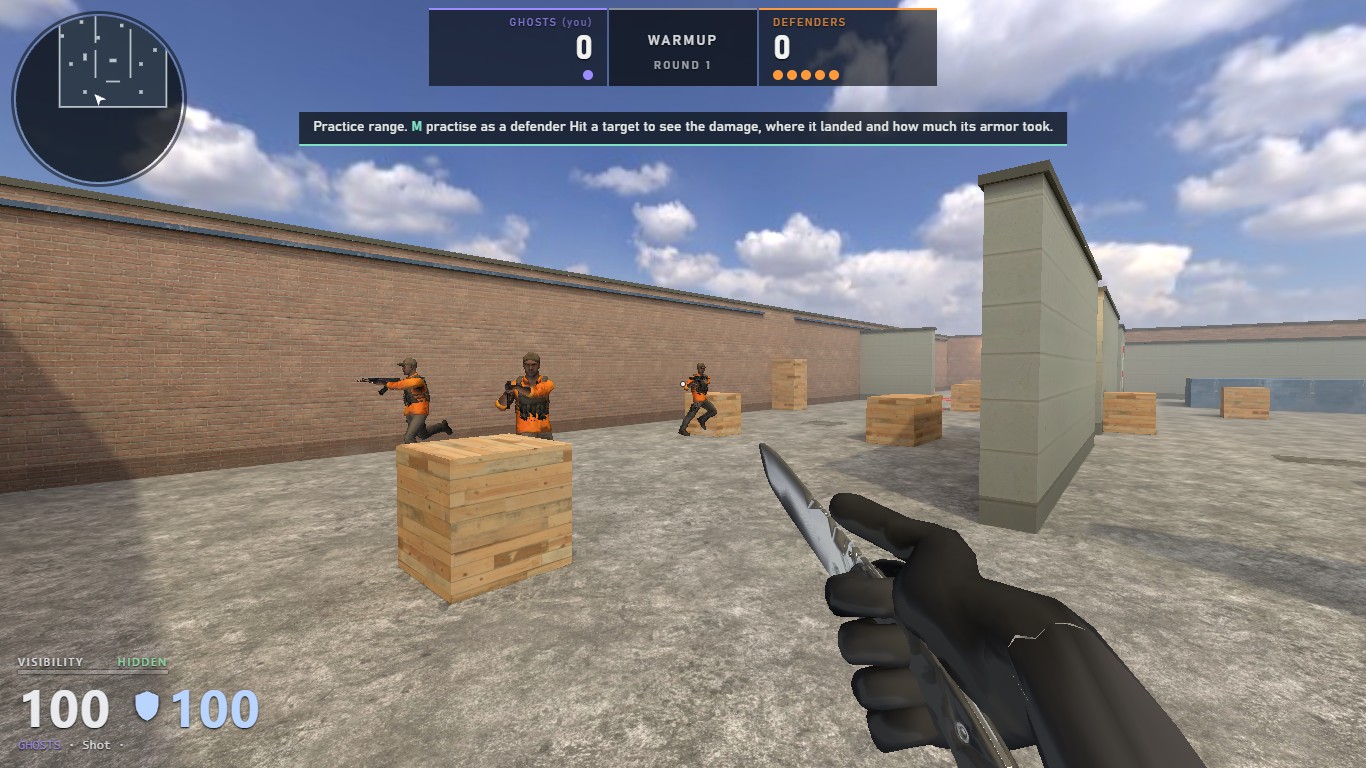 GHOSTS (you)
0
WARMUP
ROUND 1
DEFENDERS
0
Practice range. M practise as a defender Hit a target to see the damage, where it landed and how much its armor took.
VISIBILITY HIDDEN
100 100
GHOSTS · Shot ·